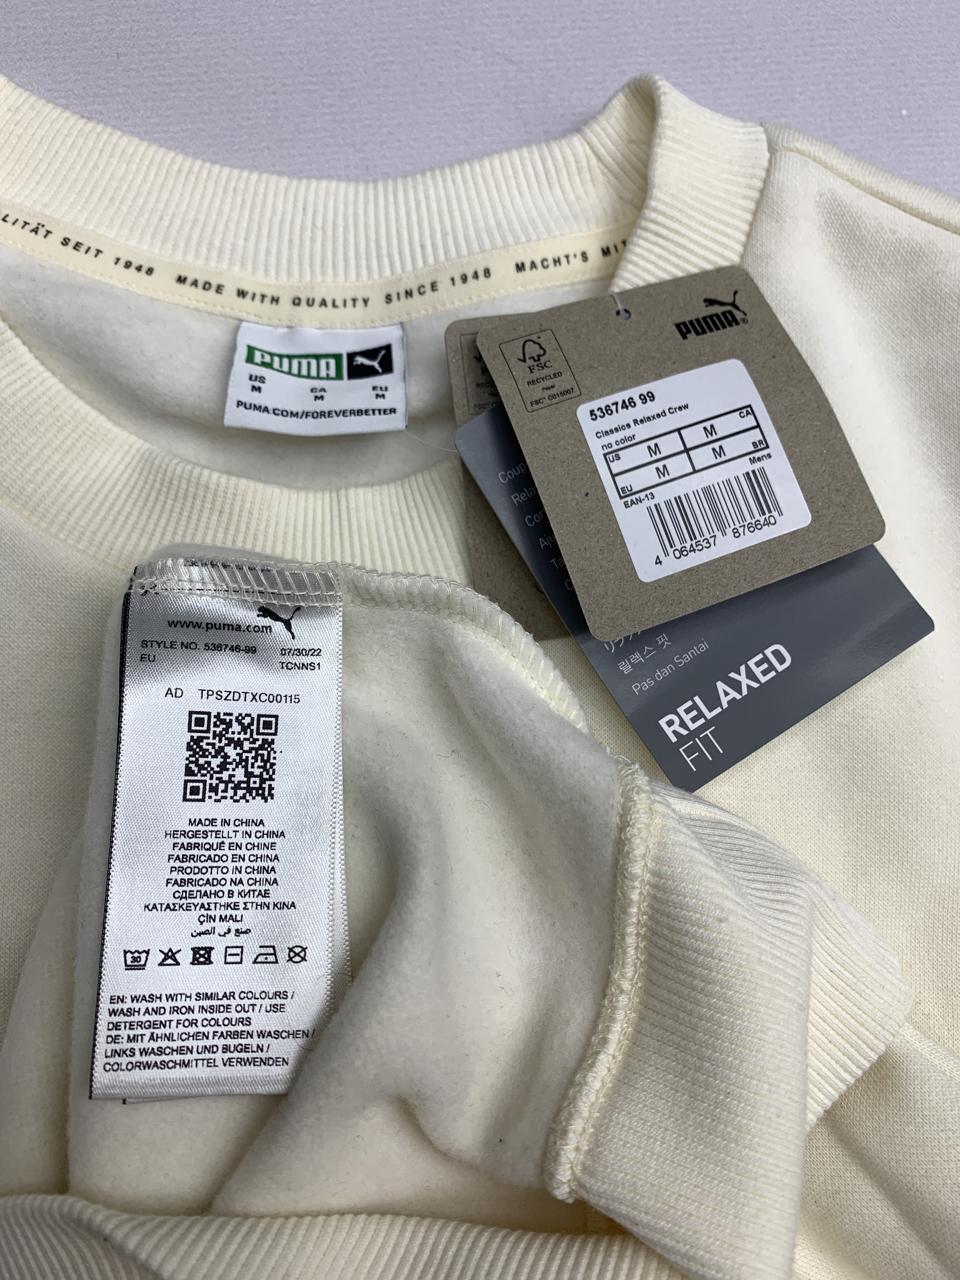 LITÄT SEIT 1948 MADE WITH QUALITY SINCE 1948 MACHT'S MIT
PUMA
US CA EU
M M M
PUMA.COM/FOREVERBETTER
FSC
RECYCLED
Paper
FSC® C015007
PUMA®
536746 99
Classics Relaxed Crew
no color
US M M CA
EU M M BR
EAN-13 Mens
4 064537 876640
Coup
Rela
릴렉스 핏
Pas dan Santai
RELAXED
FIT
www.puma.com
STYLE NO. 536746-99 07/30/22
EU TCNNS1
AD TPSZDTXC00115
MADE IN CHINA
HERGESTELLT IN CHINA
FABRIQUÉ EN CHINE
FABRICADO EN CHINA
PRODOTTO IN CHINA
FABRICADO NA CHINA
СДЕЛАНО В КИТАЕ
ΚΑΤΑΣΚΕΥΑΣΤΗΚΕ ΣΤΗΝ ΚΙΝΑ
ÇİN MALI
صنع في الصين
30
EN: WASH WITH SIMILAR COLOURS /
WASH AND IRON INSIDE OUT / USE
DETERGENT FOR COLOURS
DE: MIT ÄHNLICHEN FARBEN WASCHEN /
LINKS WASCHEN UND BUGELN /
COLORWASCHMITTEL VERWENDEN